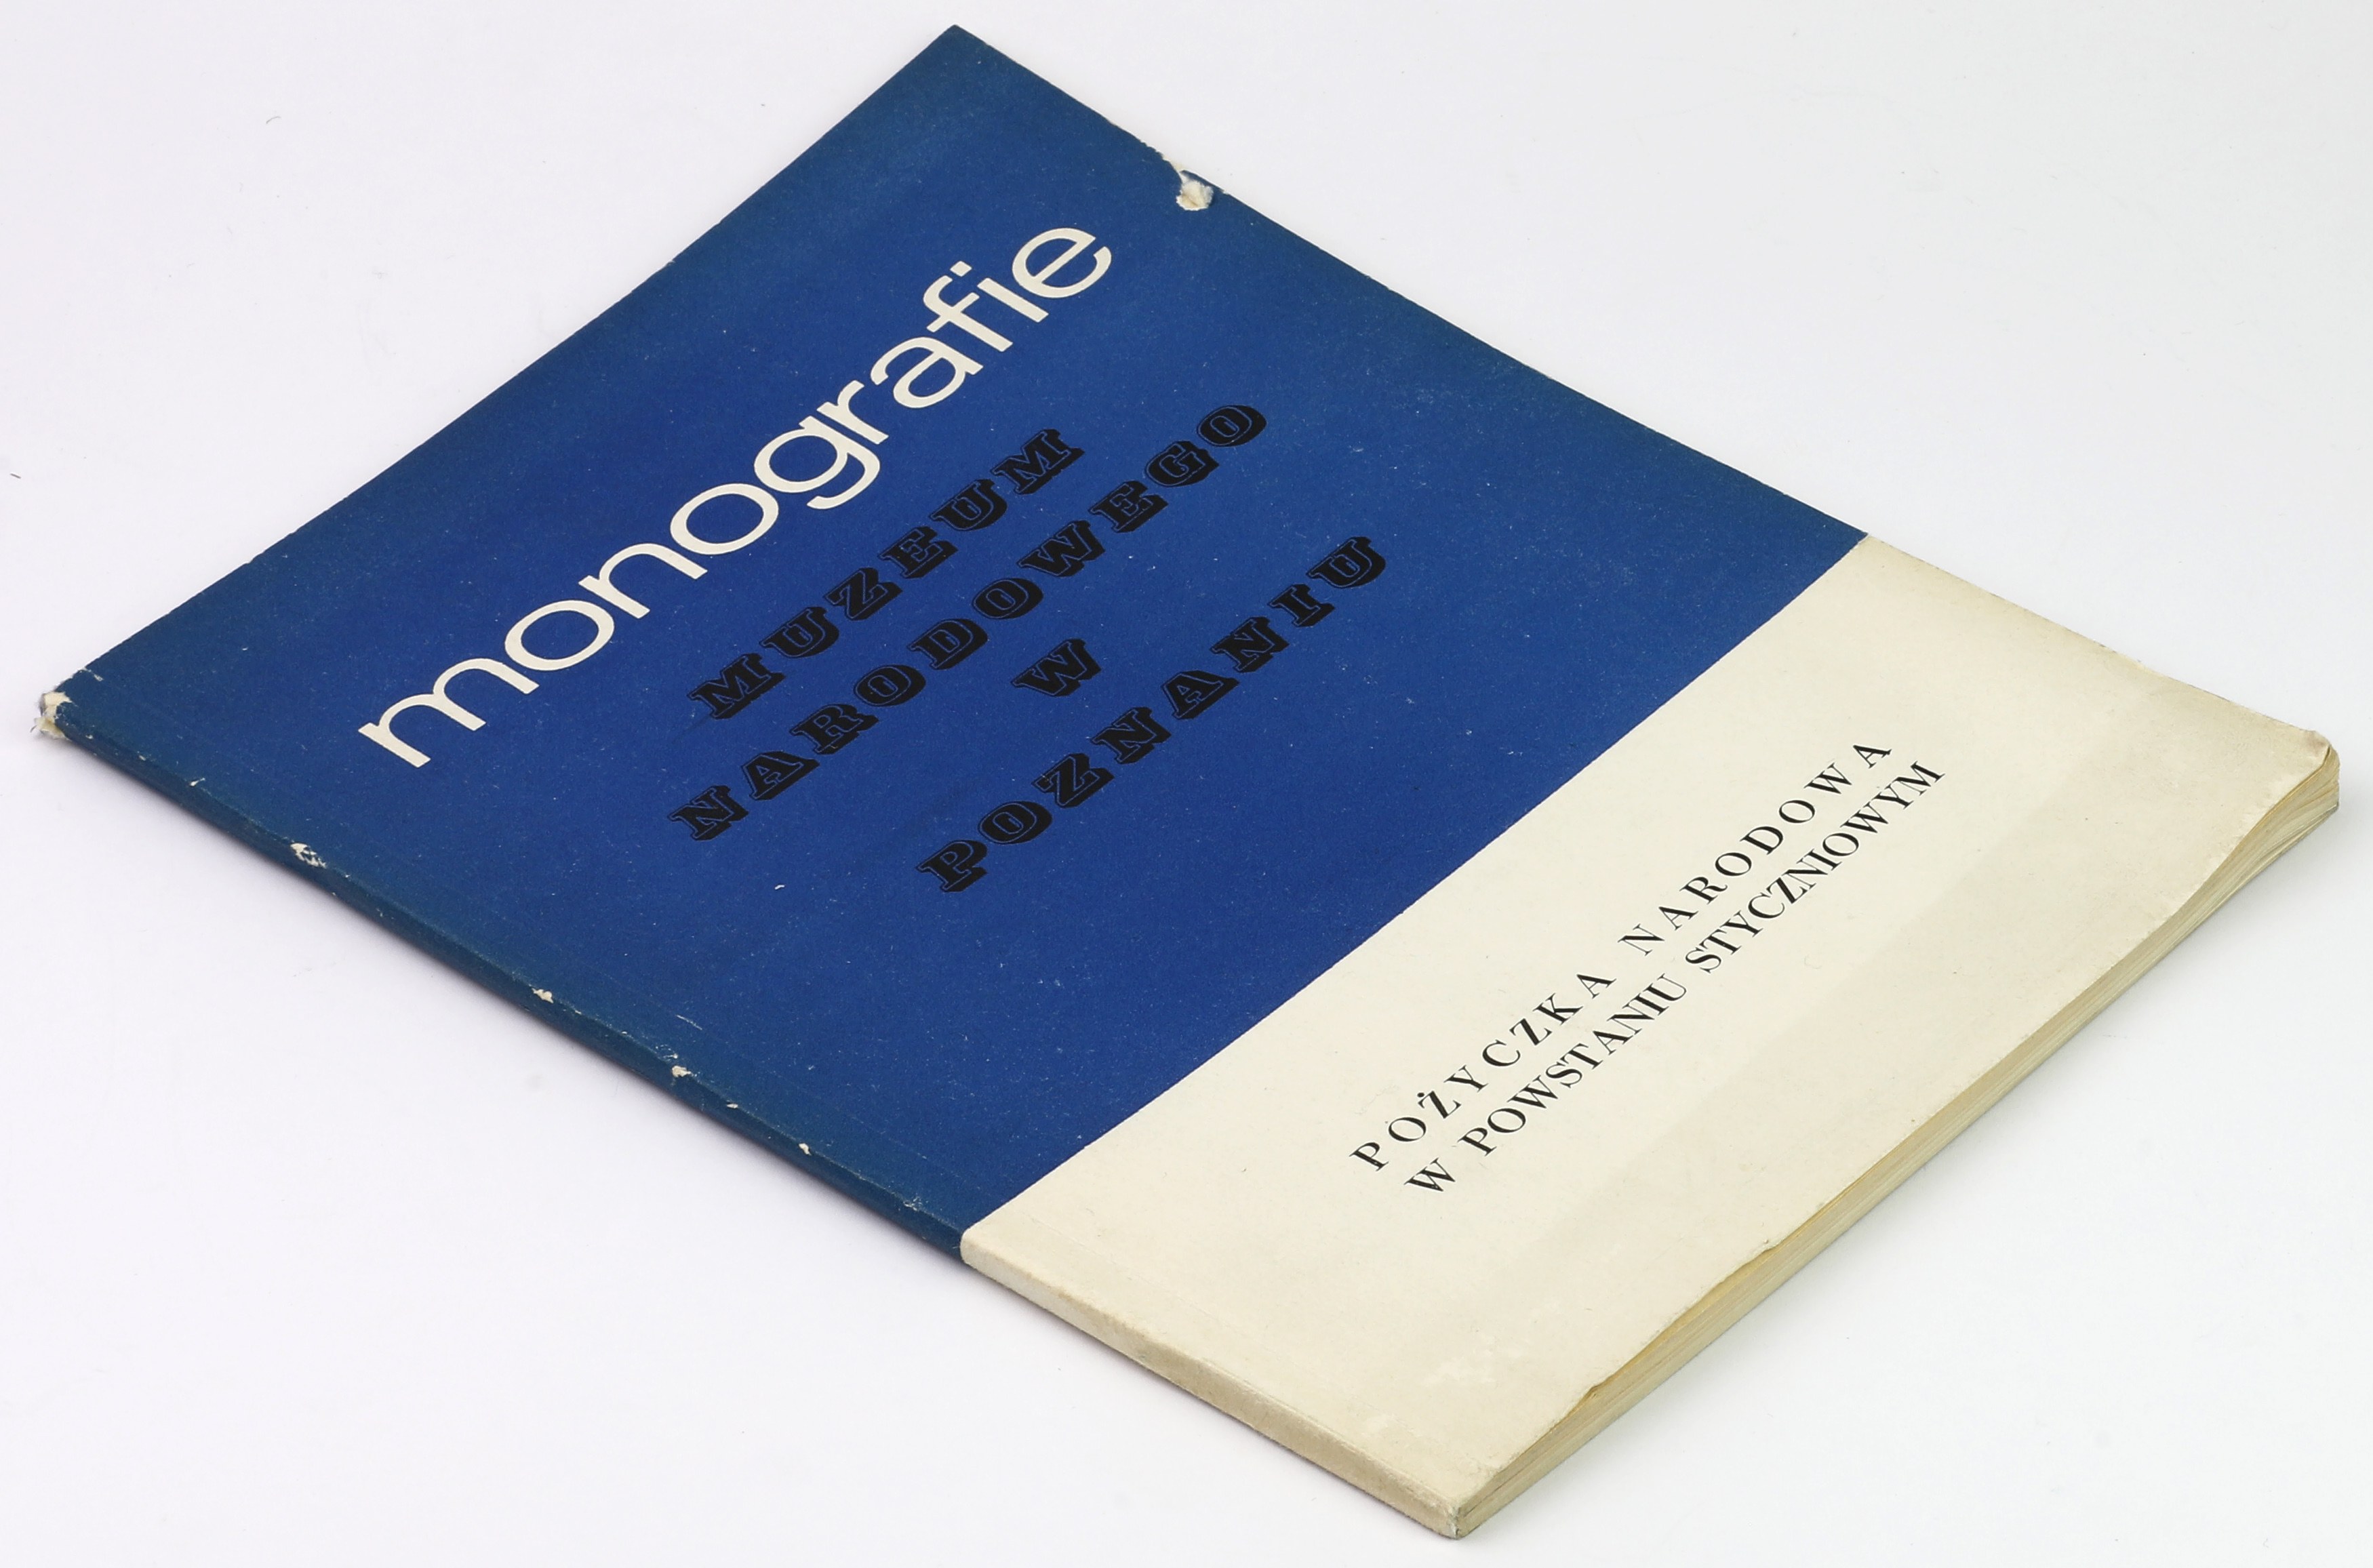 monografie
MUZEUM
NARODOWEGO
W
POZNANIU
POŻYCZKA NARODOWA
W POWSTANIU STYCZNIOWYM